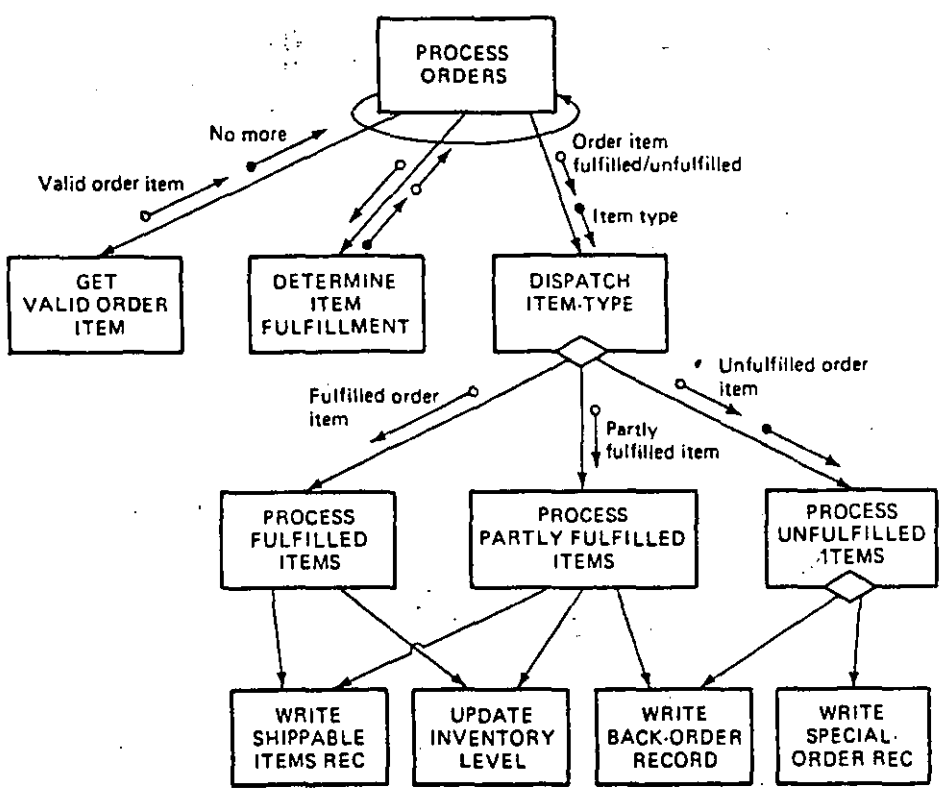 PROCESS
ORDERS
No more
Valid order item
Order item
fulfilled/unfulfilled
Item type
GET
VALID ORDER
ITEM
DETERMINE
ITEM
FULFILLMENT
DISPATCH
ITEM-TYPE
Fulfilled order
item
Partly
fulfilled item
Unfulfilled order
item
PROCESS
FULFILLED
ITEMS
PROCESS
PARTLY FULFILLED
ITEMS
PROCESS
UNFULFILLED
ITEMS
WRITE
SHIPPABLE
ITEMS REC
UPDATE
INVENTORY
LEVEL
WRITE
BACK-ORDER
RECORD
WRITE
SPECIAL-
ORDER REC